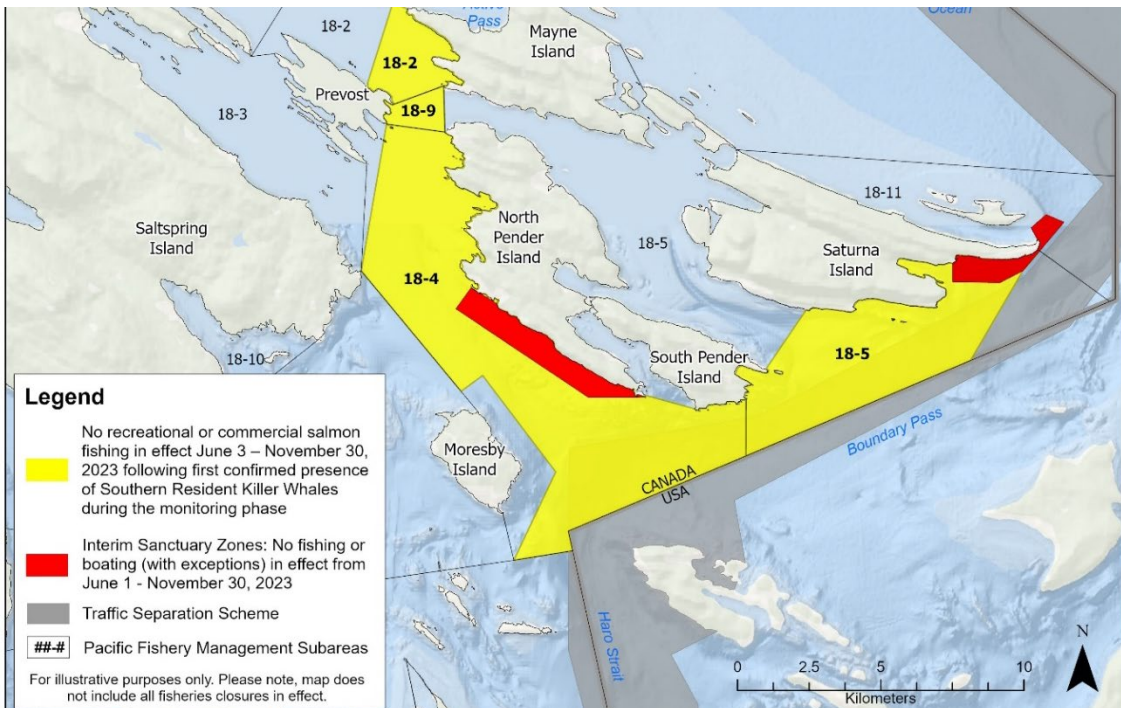 Active
Pass
Ocean
18-2
Mayne
Island
18-2
Prevost
18-9
18-3
18-11
North
Pender
Island
Saltspring
Island
18-5
Saturna
Island
18-4
18-10
South Pender
Island
18-5
Moresby
Island
Boundary Pass
CANADA
USA
Haro Strait
Legend
No recreational or commercial salmon
fishing in effect June 3 – November 30,
2023 following first confirmed presence
of Southern Resident Killer Whales
during the monitoring phase
Interim Sanctuary Zones: No fishing or
boating (with exceptions) in effect from
June 1 - November 30, 2023
Traffic Separation Scheme
##-# Pacific Fishery Management Subareas
For illustrative purposes only. Please note, map does
not include all fisheries closures in effect.
N
0 2.5 5 10
Kilometers